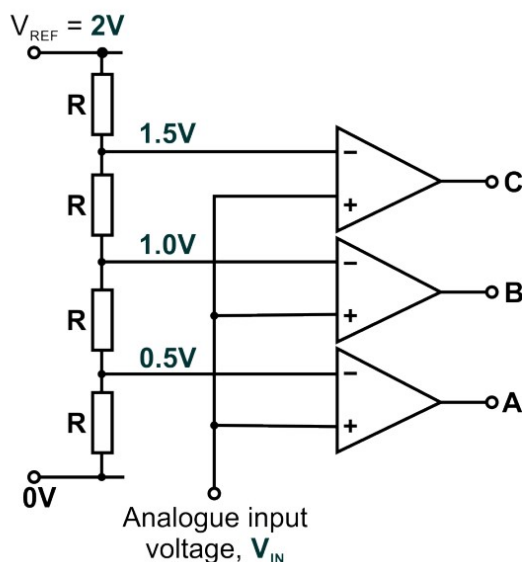 V_REF = 2V
R
1.5V
−
+
C
R
1.0V
−
+
B
R
0.5V
−
+
A
R
0V
Analogue input
voltage, V_IN